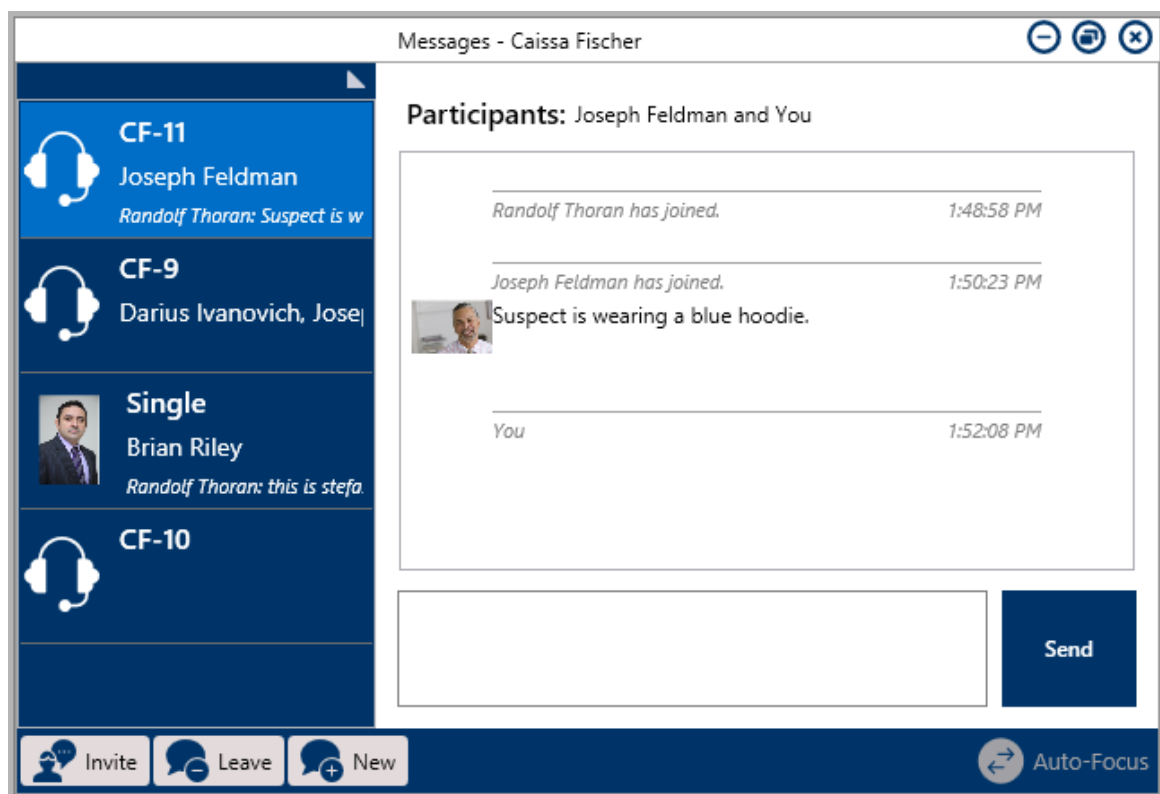 Messages - Caissa Fischer
CF-11
Joseph Feldman
Randolf Thoran: Suspect is w
CF-9
Darius Ivanovich, Josep
Single
Brian Riley
Randolf Thoran: this is stefa.
CF-10
Participants: Joseph Feldman and You
Randolf Thoran has joined. 1:48:58 PM
Joseph Feldman has joined. 1:50:23 PM
Suspect is wearing a blue hoodie.
You 1:52:08 PM
Send
Invite Leave New Auto-Focus